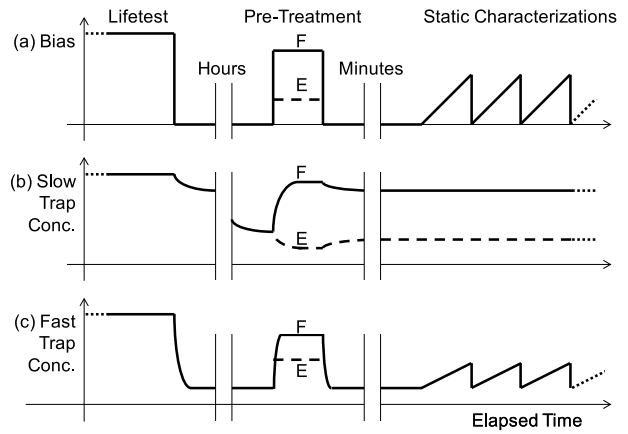 Lifetest Pre-Treatment Static Characterizations
(a) Bias
F
Hours
Minutes
E
(b) Slow
Trap
Conc.
F
E
(c) Fast
Trap
Conc.
F
E
Elapsed Time